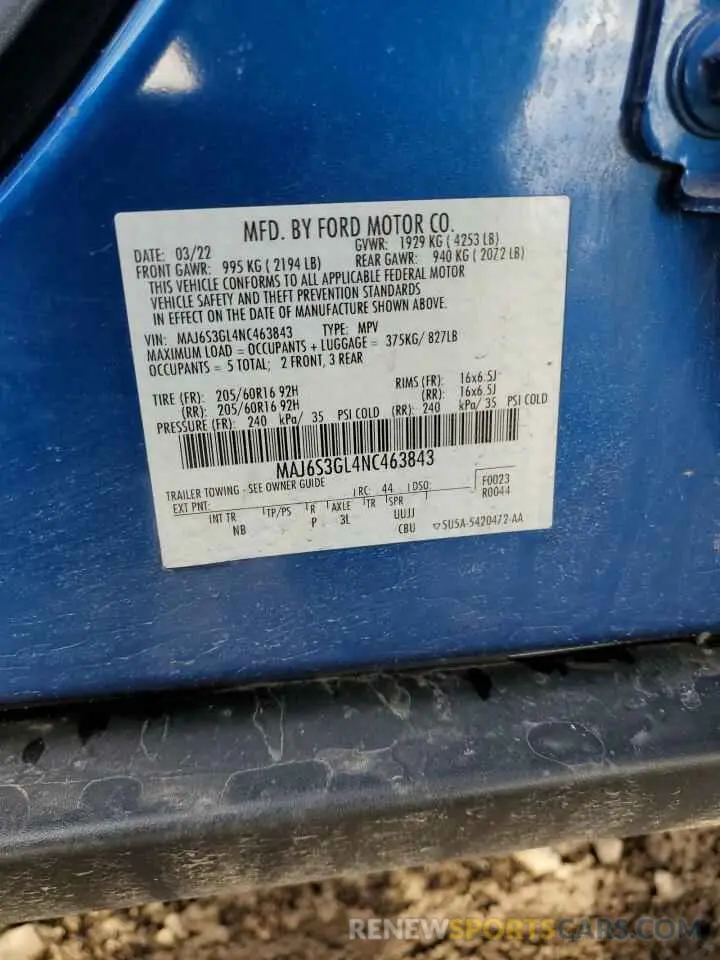 MFD. BY FORD MOTOR CO.
DATE: 03/22 GVWR: 1929 KG ( 4253 LB)
FRONT GAWR: 995 KG ( 2194 LB) REAR GAWR: 940 KG ( 2072 LB)
THIS VEHICLE CONFORMS TO ALL APPLICABLE FEDERAL MOTOR
VEHICLE SAFETY AND THEFT PREVENTION STANDARDS
IN EFFECT ON THE DATE OF MANUFACTURE SHOWN ABOVE.
VIN: MAJ6S3GL4NC463843 TYPE: MPV
MAXIMUM LOAD = OCCUPANTS + LUGGAGE = 375KG/ 827LB
OCCUPANTS = 5 TOTAL; 2 FRONT, 3 REAR
TIRE (FR): 205/60R16 92H RIMS (FR): 16x6.5J
(RR): 205/60R16 92H (RR): 16x6.5J
PRESSURE (FR): 240 kPa/ 35 PSI COLD (RR): 240 kPa/ 35 PSI COLD
MAJ6S3GL4NC463843
TRAILER TOWING - SEE OWNER GUIDE RC: 44 DSO: F0023
EXT PNT: R0044
INT TR TP/PS R AXLE TR SPR
NB P 3L UUJJ
CBU SU5A-5420472-AA
RENEWSUSEDCARS.COM